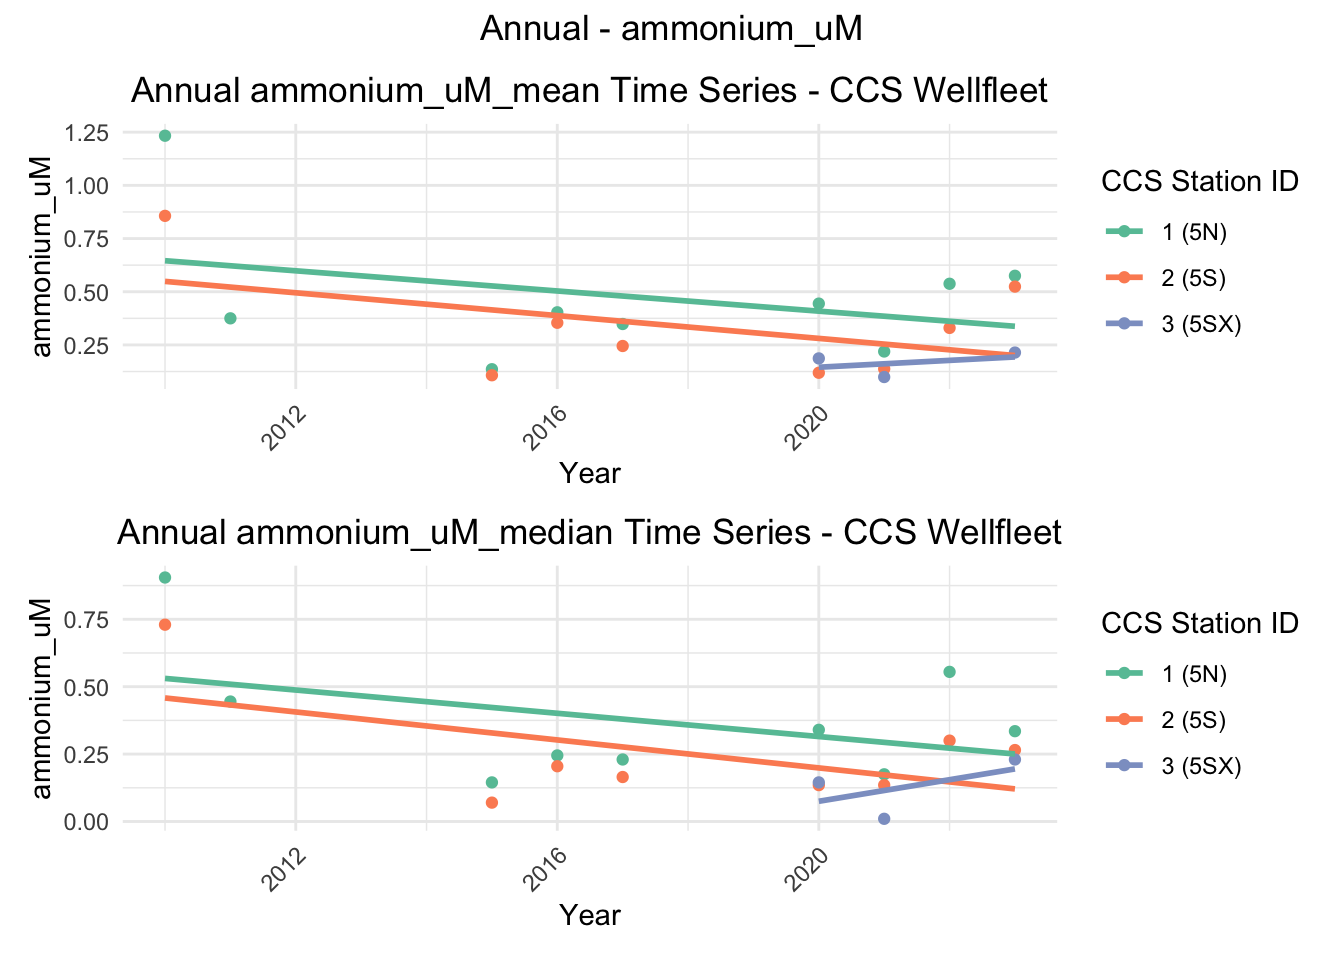 Annual - ammonium_uM
Annual ammonium_uM_mean Time Series - CCS Wellfleet
ammonium_uM
1.25
1.00
0.75
0.50
0.25
2012
2016
2020
Year
CCS Station ID
1 (5N)
2 (5S)
3 (5SX)
Annual ammonium_uM_median Time Series - CCS Wellfleet
ammonium_uM
0.75
0.50
0.25
0.00
2012
2016
2020
Year
CCS Station ID
1 (5N)
2 (5S)
3 (5SX)